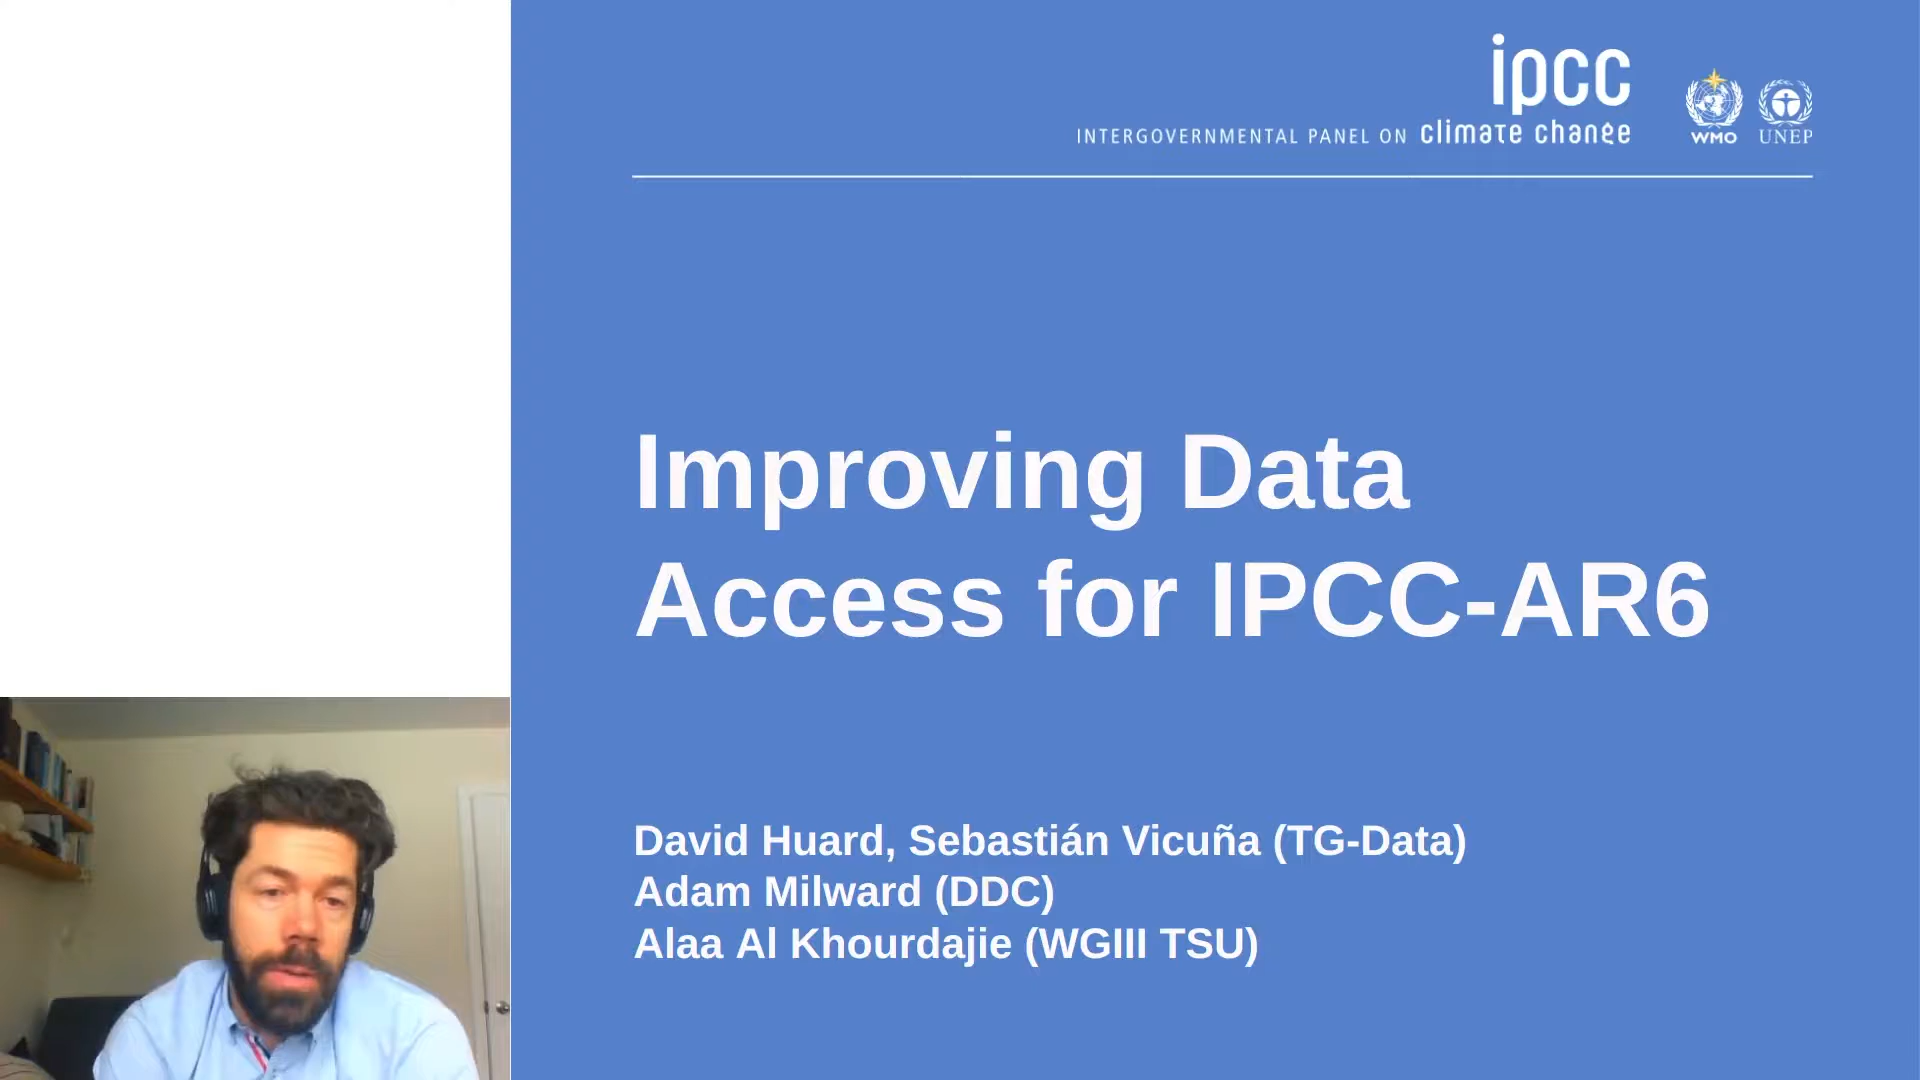 ipcc
INTERGOVERNMENTAL PANEL ON climate change
WMO
UNEP
Improving Data
Access for IPCC-AR6
David Huard, Sebastián Vicuña (TG-Data)
Adam Milward (DDC)
Alaa Al Khourdajie (WGIII TSU)